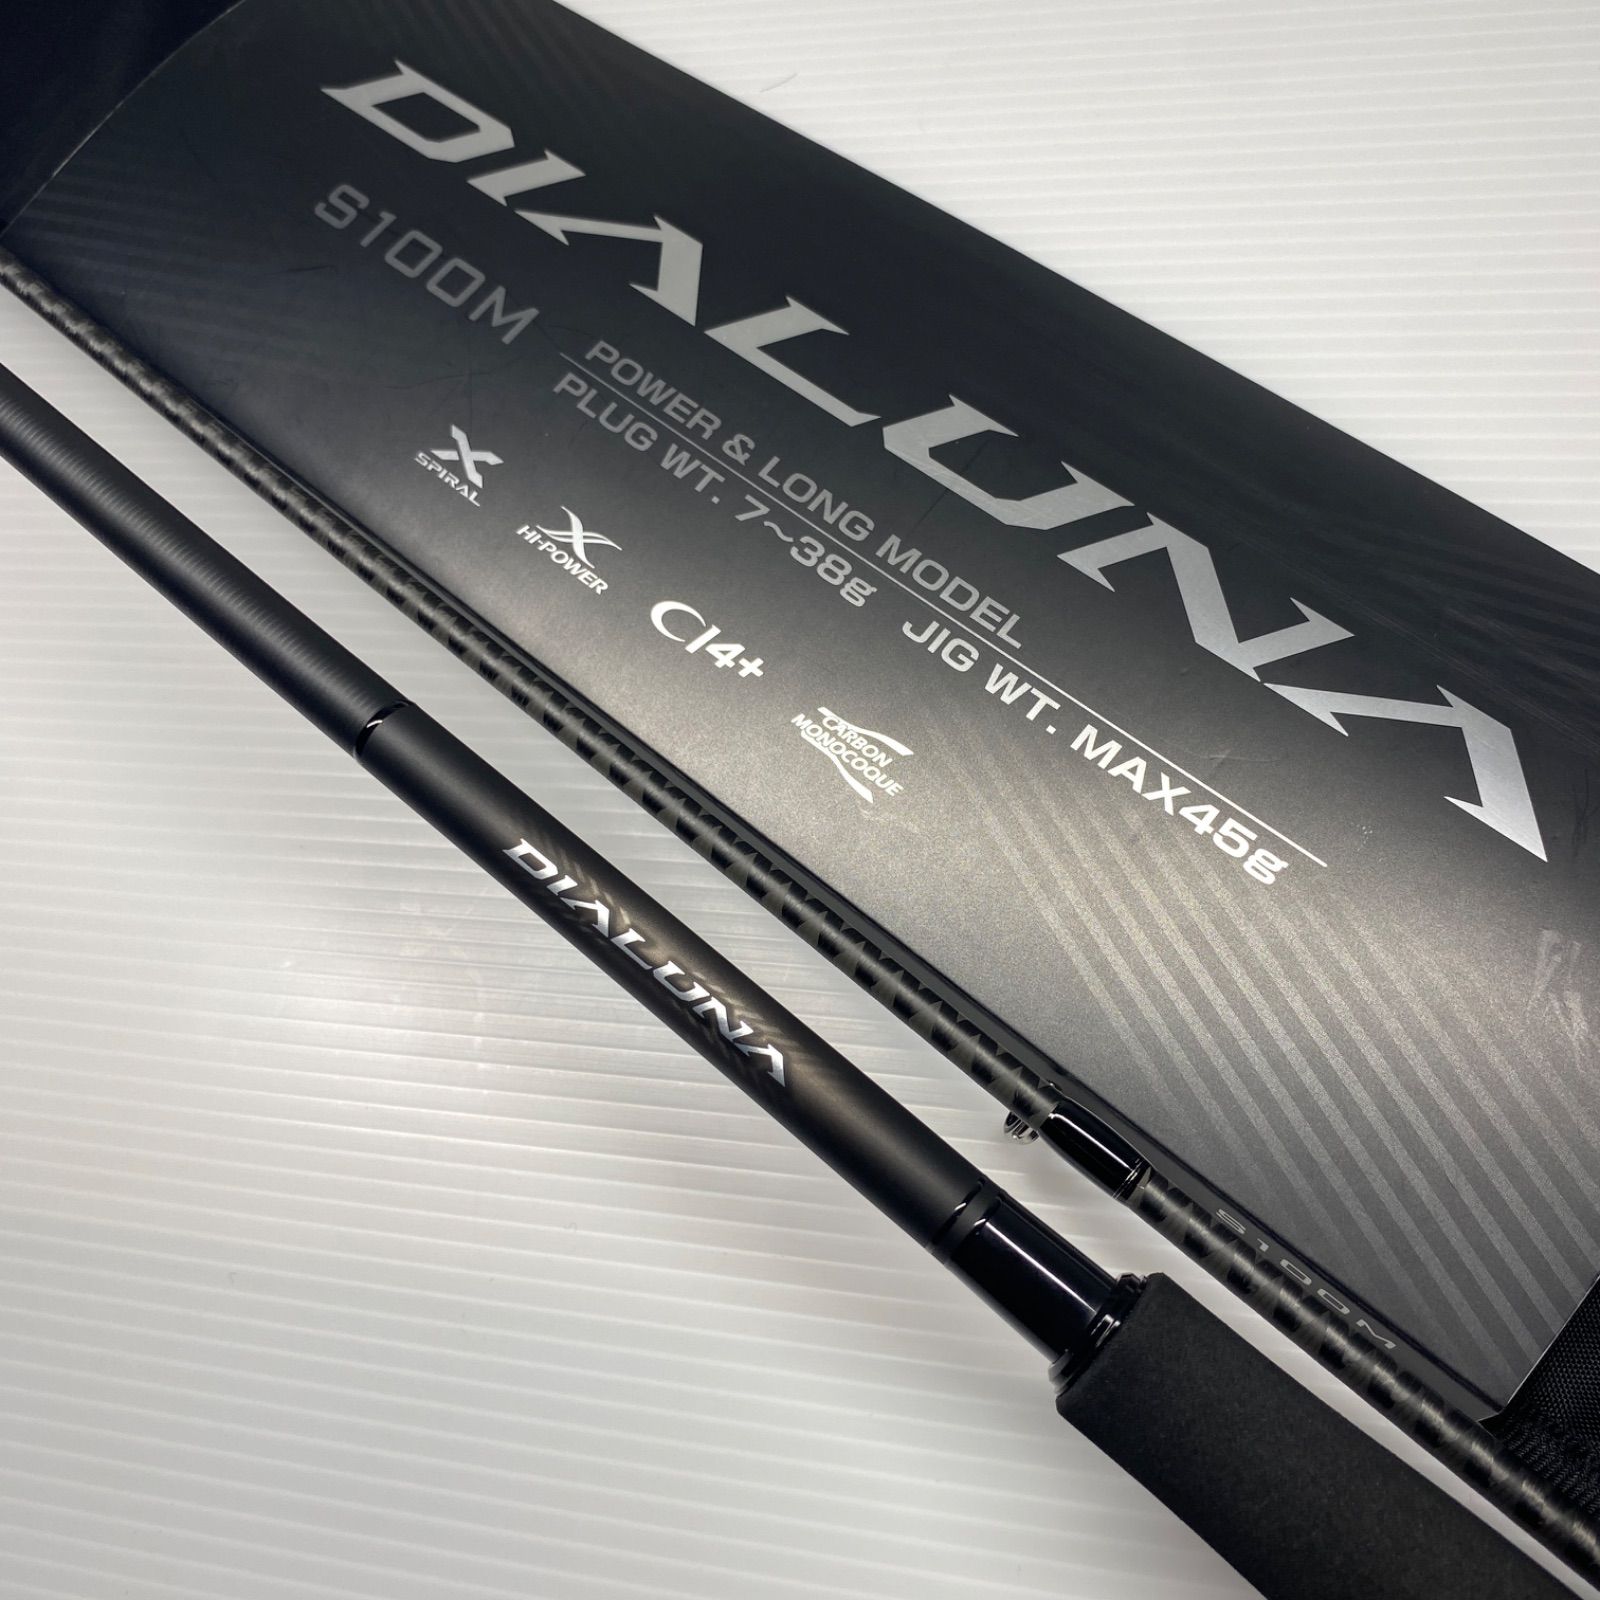 DIALUNA
S100M
POWER & LONG MODEL
PLUG WT. 7~38g JIG WT. MAX45g
X
SPIRAL
X
HI-POWER
CI4+
CARBON
MONOCOQUE
DIALUNA
S100M